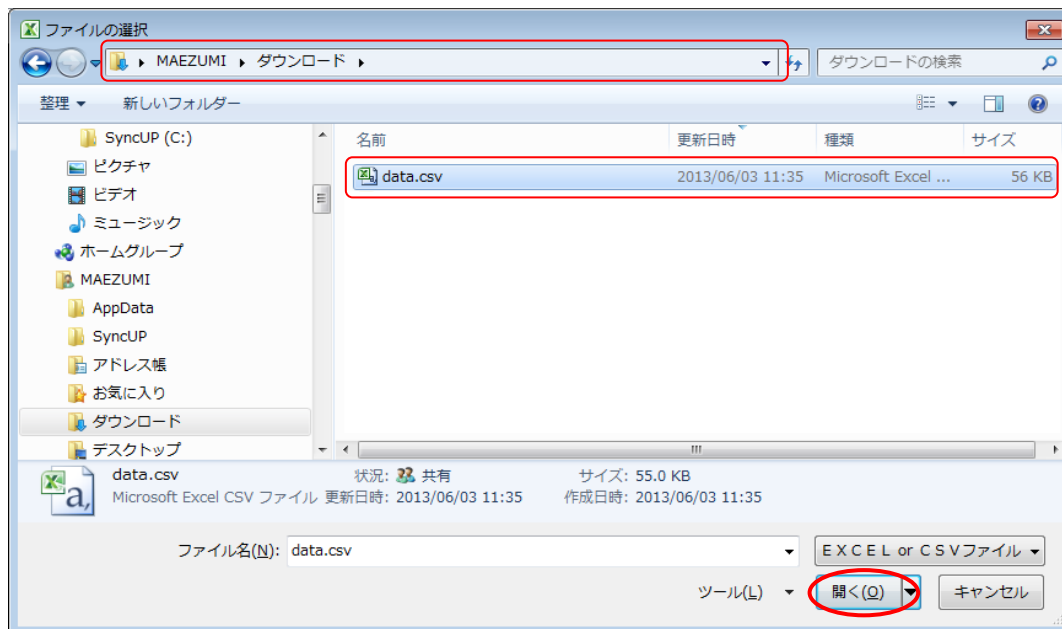 ファイルの選択
MAEZUMI ▸ ダウンロード ▸
ダウンロードの検索
整理 ▼ 新しいフォルダー
SyncUP (C:)
ピクチャ
ビデオ
ミュージック
ホームグループ
MAEZUMI
AppData
SyncUP
アドレス帳
お気に入り
ダウンロード
デスクトップ
名前 更新日時 種類 サイズ
data.csv 2013/06/03 11:35 Microsoft Excel ... 56 KB
data.csv 状況: 共有 サイズ: 55.0 KB
Microsoft Excel CSV ファイル 更新日時: 2013/06/03 11:35 作成日時: 2013/06/03 11:35
ファイル名(N): data.csv ＥＸＣＥＬ or ＣＳＶファイル
ツール(L) 開く(O) キャンセル